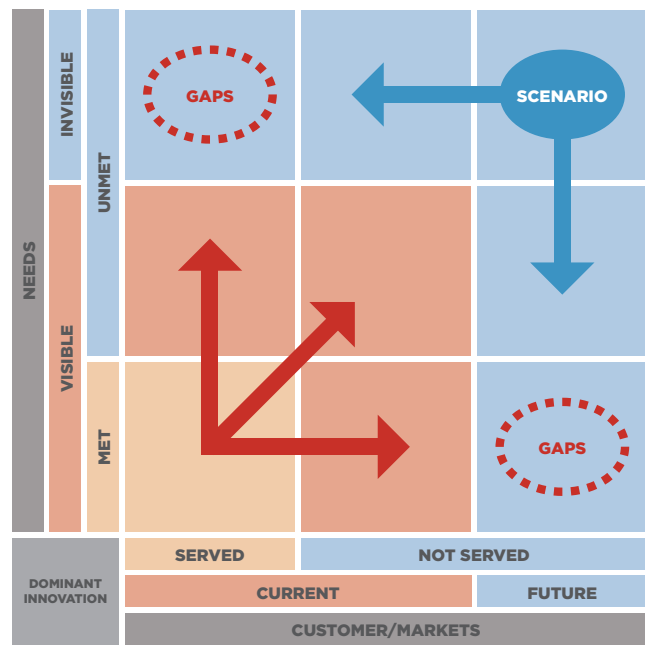 INVISIBLE
GAPS
SCENARIO
UNMET
NEEDS
VISIBLE
MET
GAPS
SERVED
NOT SERVED
DOMINANT
INNOVATION
CURRENT
FUTURE
CUSTOMER/MARKETS